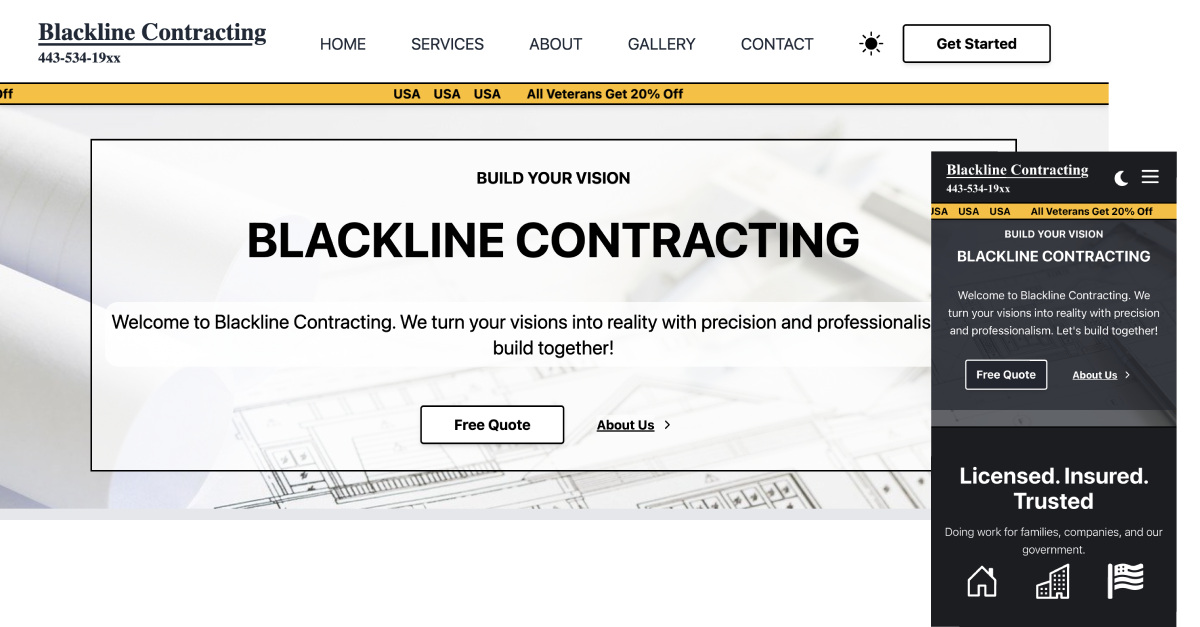 Blackline Contracting
443-534-19xx
HOME SERVICES ABOUT GALLERY CONTACT
Get Started
USA USA USA All Veterans Get 20% Off
BUILD YOUR VISION
BLACKLINE CONTRACTING
Welcome to Blackline Contracting. We turn your visions into reality with precision and
build together!
Free Quote About Us
Blackline Contracting
443-534-19xx
USA USA All Veterans Get 20% Off
BUILD YOUR VISION
BLACKLINE CONTRACTING
Welcome to Blackline Contracting. We
turn your visions into reality with precision
and professionalism. Let's build together!
Free Quote About Us
Licensed. Insured.
Trusted
Doing work for families, companies, and our
government.